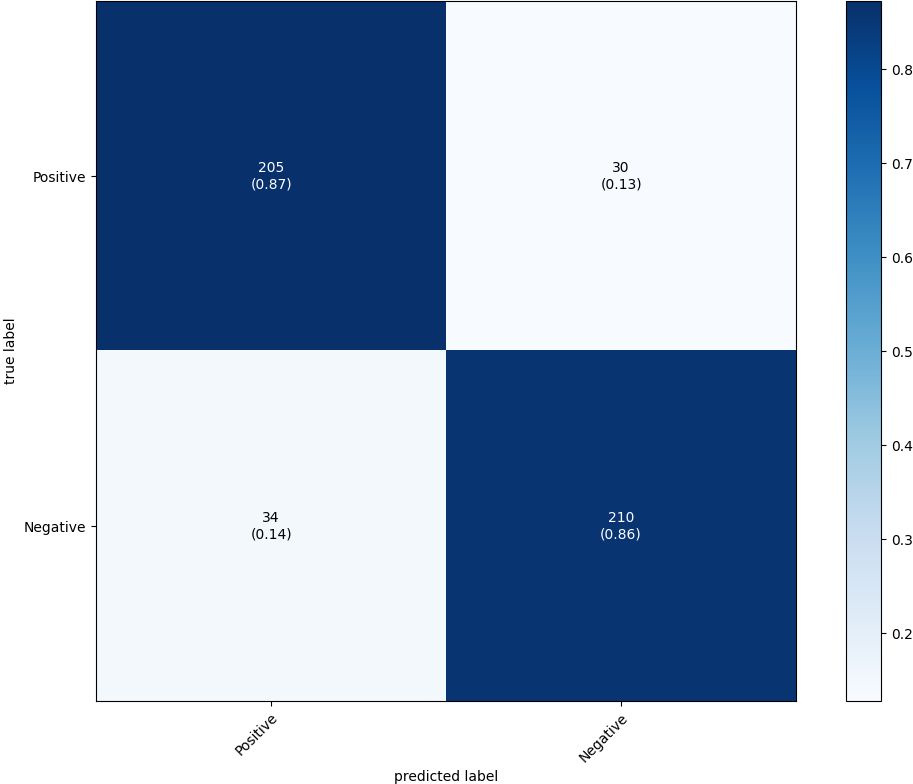 205
(0.87)
30
(0.13)
34
(0.14)
210
(0.86)
Positive
Negative
true label
Positive
Negative
predicted label
0.8
0.7
0.6
0.5
0.4
0.3
0.2